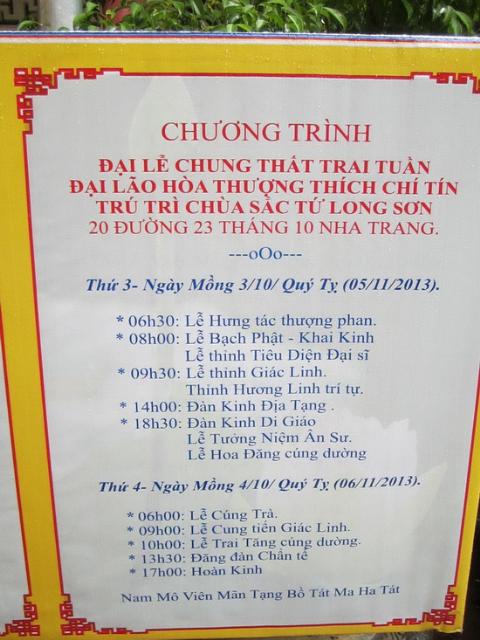 CHƯƠNG TRÌNH
ĐẠI LỄ CHUNG THẤT TRAI TUẦN
ĐẠI LÃO HÒA THƯỢNG THÍCH CHÍ TÍN
TRÚ TRÌ CHÙA SẮC TỨ LONG SƠN
20 ĐƯỜNG 23 THÁNG 10 NHA TRANG.
---oOo---
Thứ 3- Ngày Mồng 3/10/ Quý Tỵ (05/11/2013).
* 06h30: Lễ Hưng tác thượng phan.
* 08h00: Lễ Bạch Phật - Khai Kinh
Lễ thỉnh Tiêu Diện Đại sĩ
* 09h30: Lễ thỉnh Giác Linh.
Thỉnh Hương Linh trí tự.
* 14h00: Đàn Kinh Địa Tạng .
* 18h30: Đàn Kinh Di Giáo
Lễ Tưởng Niệm Ân Sư.
Lễ Hoa Đăng cúng dường
Thứ 4- Ngày Mồng 4/10/ Quý Tỵ (06/11/2013).
* 06h00: Lễ Cúng Trà.
* 09h00: Lễ Cung tiến Giác Linh.
* 10h00: Lễ Trai Tăng cúng dường.
* 13h30: Đăng đàn Chẩn tế
* 17h00: Hoàn Kinh
Nam Mô Viên Mãn Tạng Bồ Tát Ma Ha Tát